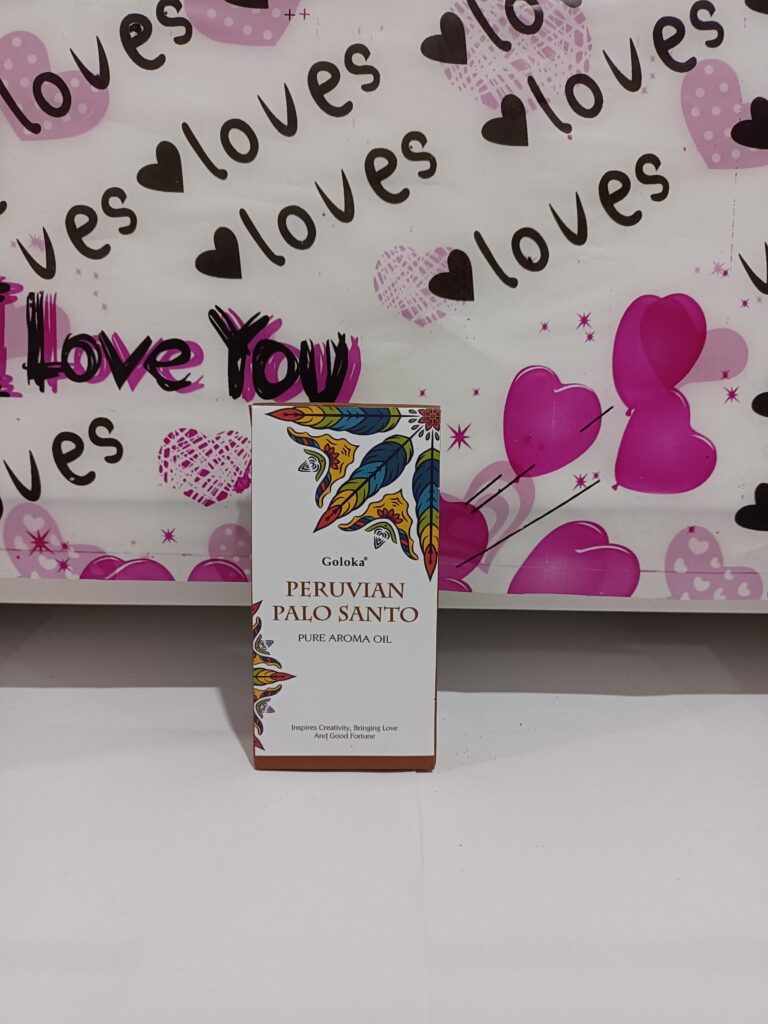 loves
loves
loves
loves
loves
loves
loves
loves
I Love You
ves
Goloka®
PERUVIAN
PALO SANTO
PURE AROMA OIL
Inspires Creativity, Bringing Love
And Good Fortune